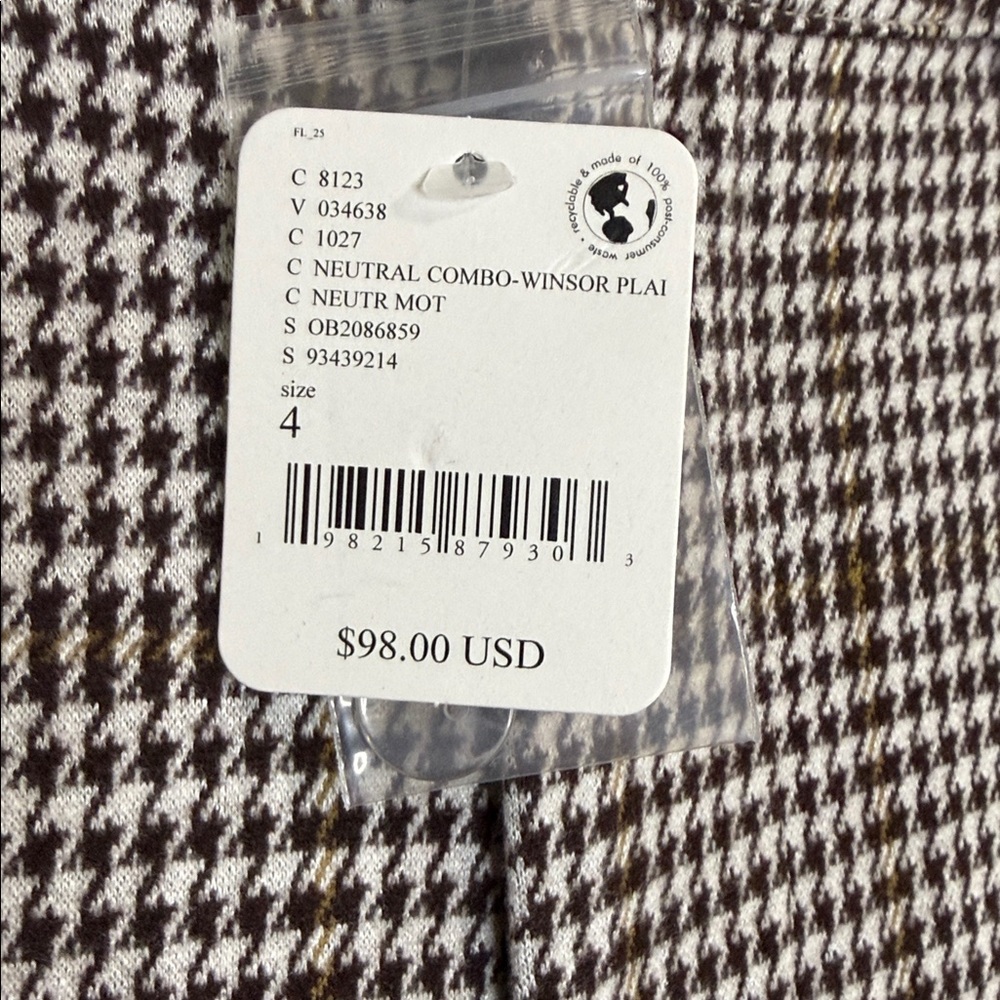 FL_25
recyclable & made of 100% post-consumer waste •
C 8123
V 034638
C 1027
C NEUTRAL COMBO-WINSOR PLAI
C NEUTR MOT
S OB2086859
S 93439214
size
4
1 98215 87930 3
$98.00 USD